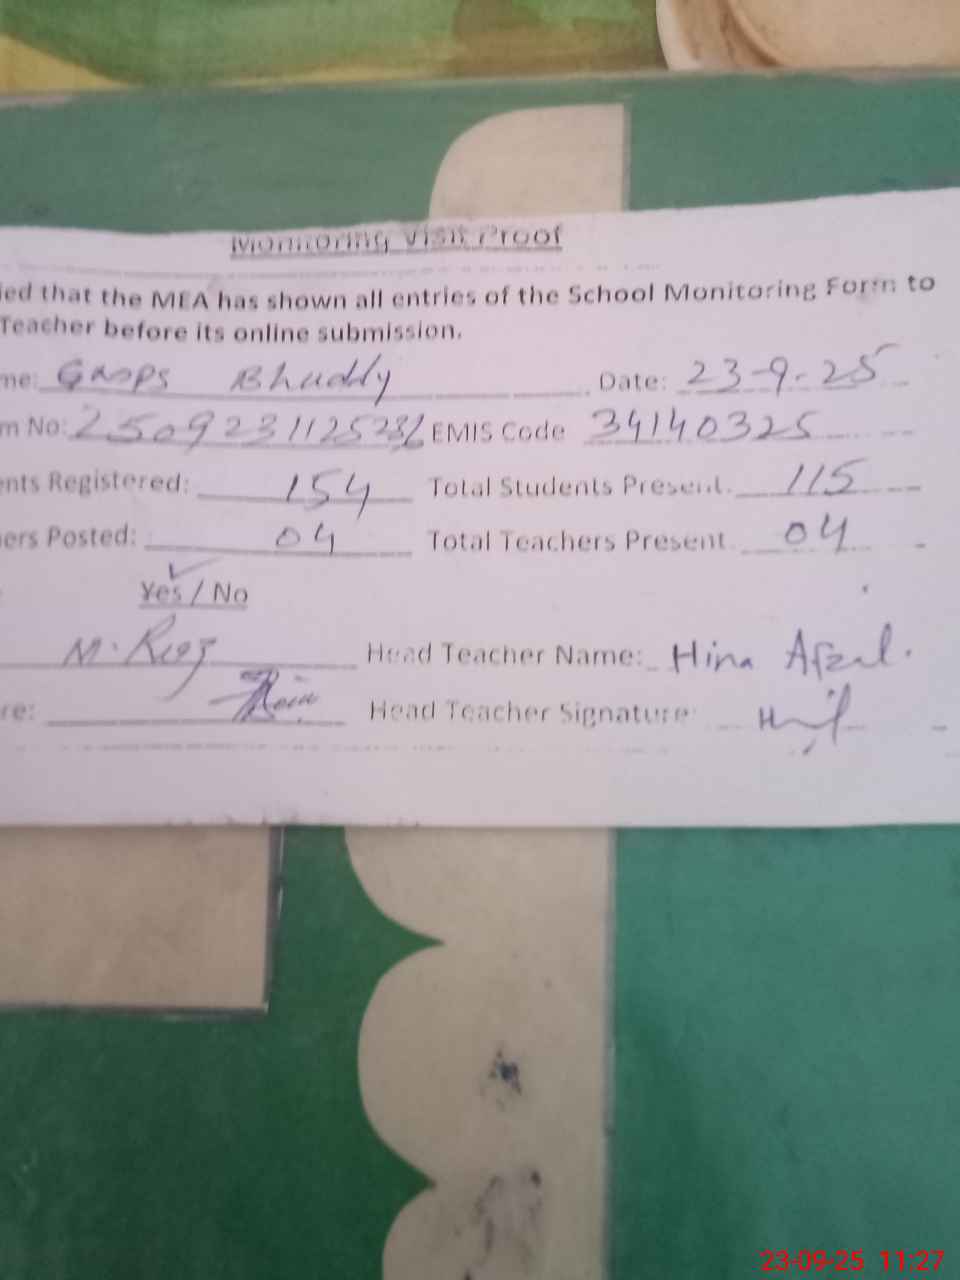 Monitoring Visit Proof
ied that the MEA has shown all entries of the School Monitoring Form to
Teacher before its online submission.
me: GMPS Bhuddy Date: 23-9-25
m No: EMIS Code 34140325
ents Registered: 154 Total Students Present. 115
ers Posted: 04 Total Teachers Present. 04
Yes / No
M. Riaz Head Teacher Name: Hina Afzal.
re: Head Teacher Signature:
23-09-25 11:27